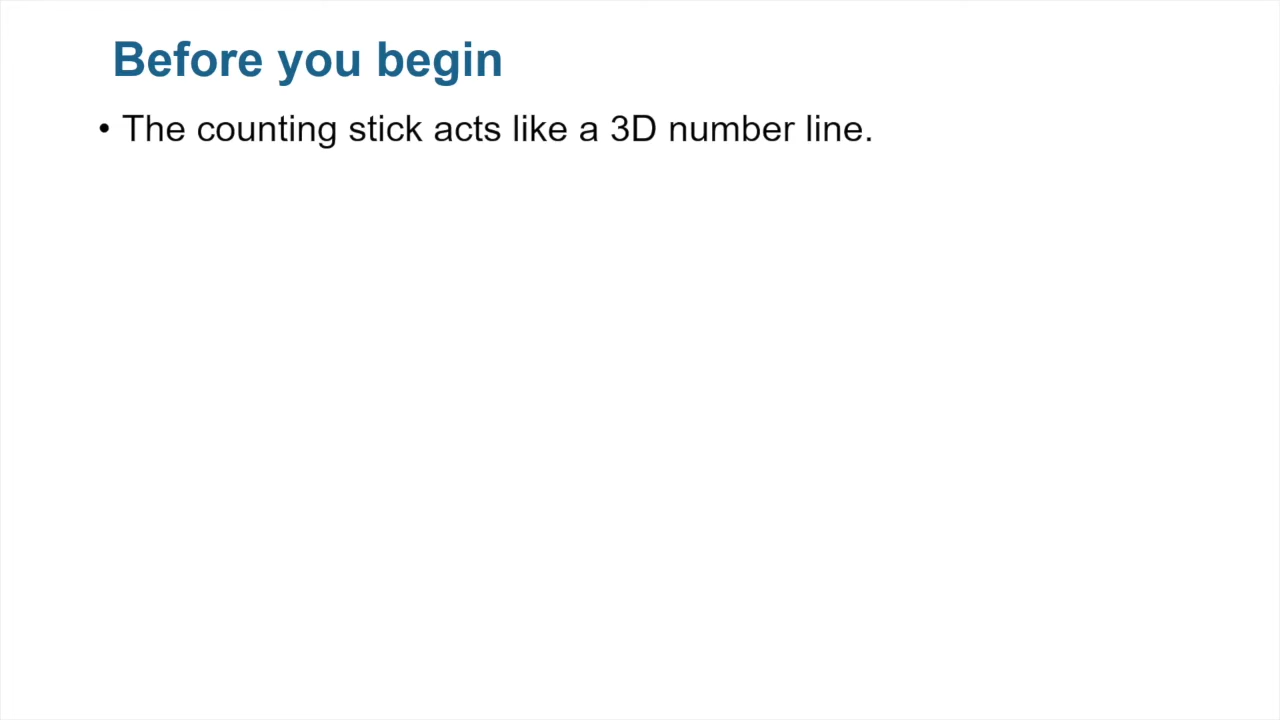 Before you begin
• The counting stick acts like a 3D number line.